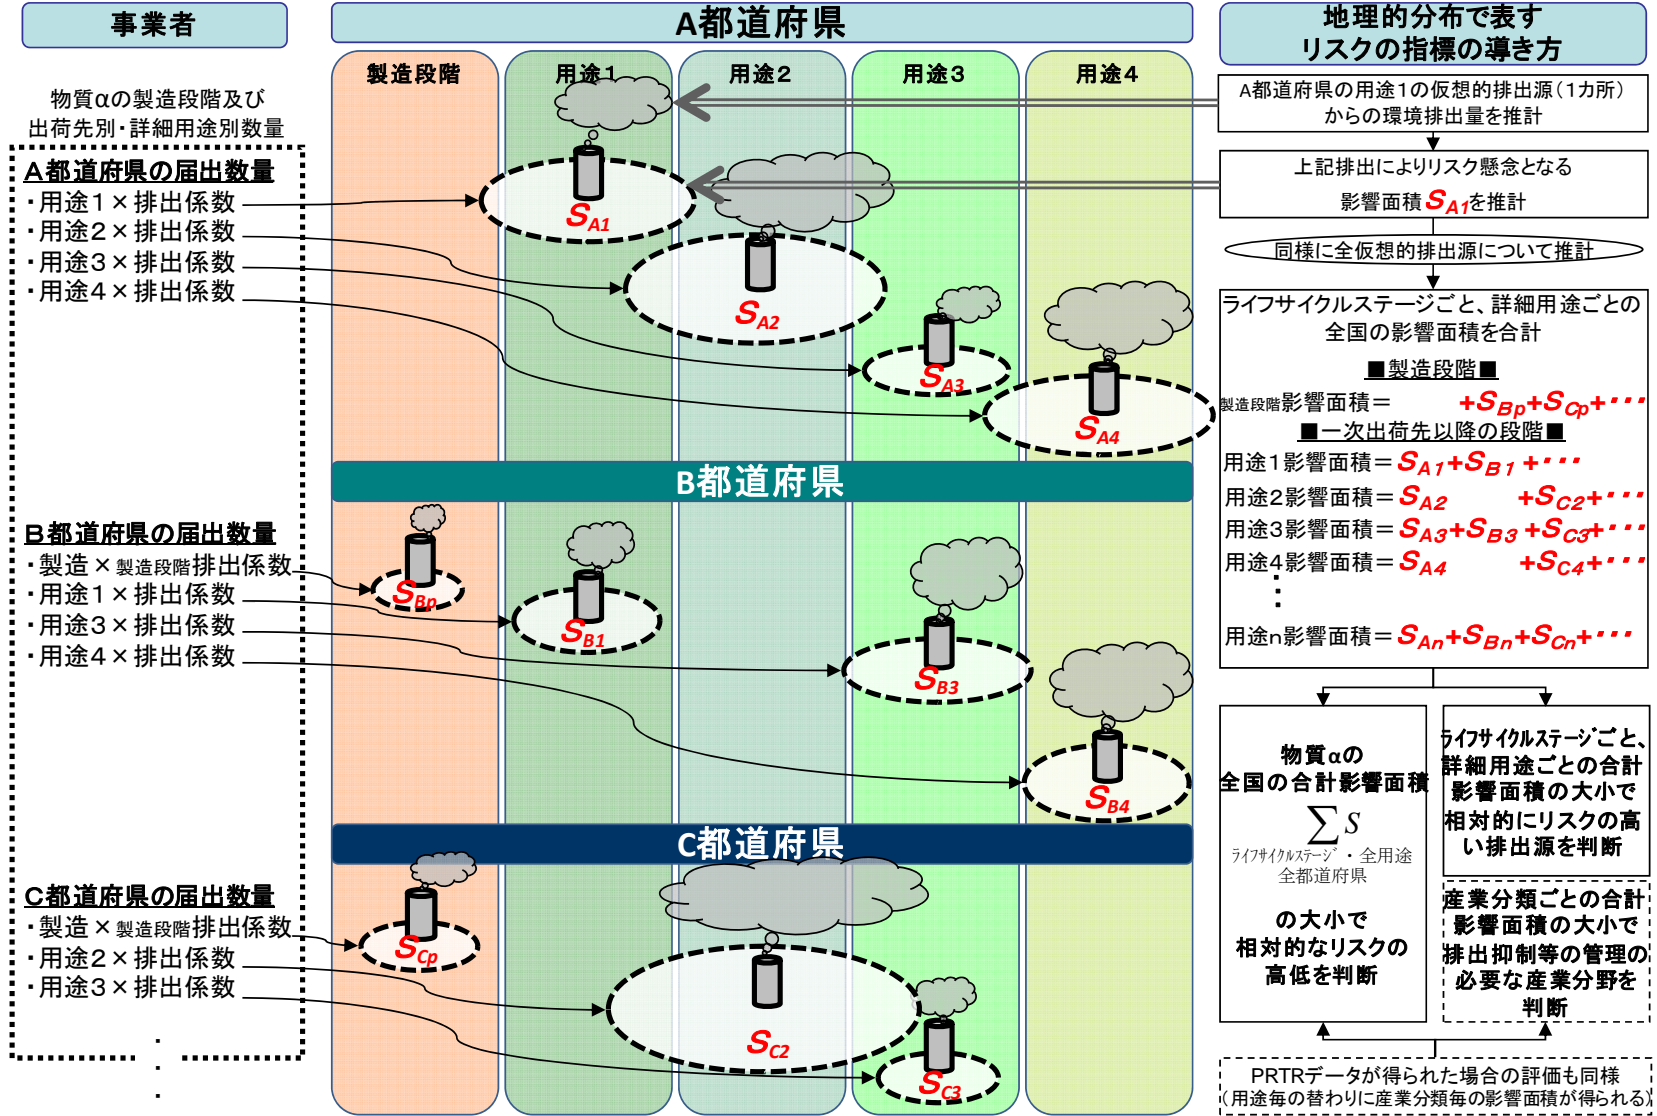 事業者
物質αの製造段階及び
出荷先別・詳細用途別数量
A都道府県の届出数量
・用途1×排出係数
・用途2×排出係数
・用途3×排出係数
・用途4×排出係数
B都道府県の届出数量
・製造×製造段階排出係数
・用途1×排出係数
・用途3×排出係数
・用途4×排出係数
C都道府県の届出数量
・製造×製造段階排出係数
・用途2×排出係数
・用途3×排出係数
・
・
・
A都道府県
製造段階
用途1
用途2
用途3
用途4
SA1
SA2
SA3
SA4
B都道府県
SBp
SB1
SB3
SB4
C都道府県
SCp
SC2
SC3
地理的分布で表す
リスクの指標の導き方
A都道府県の用途1の仮想的排出源(1カ所)
からの環境排出量を推計
上記排出によりリスク懸念となる
影響面積SA1を推計
同様に全仮想的排出源について推計
ライフサイクルステージごと、詳細用途ごとの
全国の影響面積を合計
■製造段階■
製造段階影響面積= +SBp+SCp+・・・
■一次出荷先以降の段階■
用途1影響面積=SA1+SB1+・・・
用途2影響面積=SA2 +SC2+・・・
用途3影響面積=SA3+SB3+SC3+・・・
用途4影響面積=SA4 +SC4+・・・
⋮
用途n影響面積=SAn+SBn+SCn+・・・
物質αの
全国の合計影響面積
∑S
ライフサイクルステージ・全用途
全都道府県
の大小で
相対的なリスクの
高低を判断
ライフサイクルステージごと、
詳細用途ごとの合計
影響面積の大小で
相対的にリスクの高
い排出源を判断
産業分類ごとの合計
影響面積の大小で
排出抑制等の管理の
必要な産業分野を
判断
PRTRデータが得られた場合の評価も同様
(用途毎の替わりに産業分類毎の影響面積が得られる)